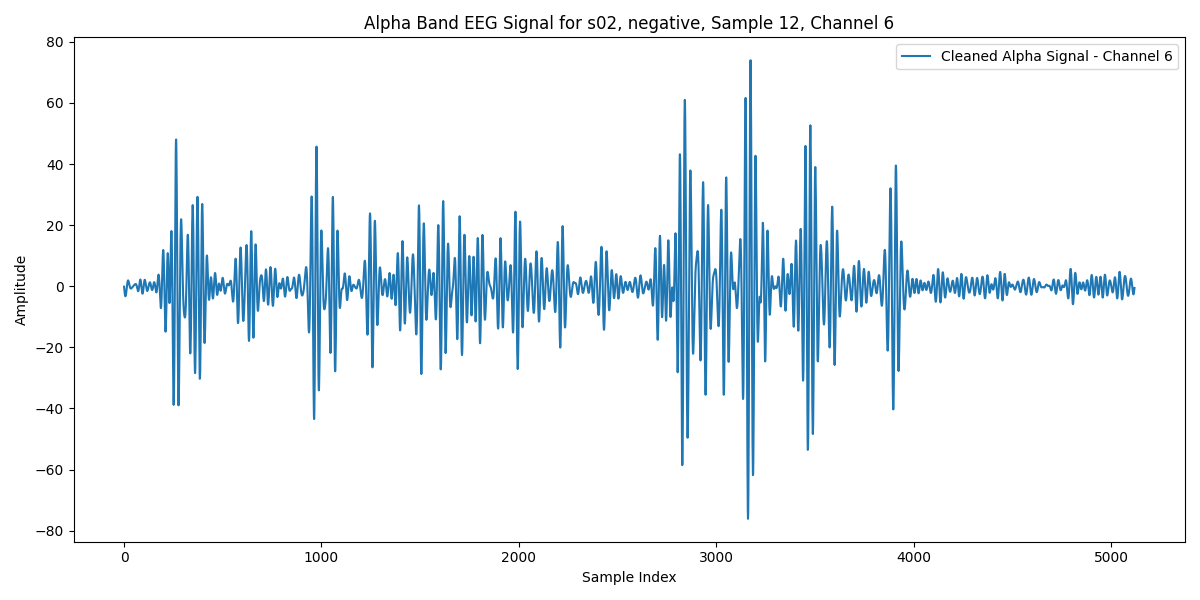 Alpha Band EEG Signal for s02, negative, Sample 12, Channel 6
Cleaned Alpha Signal - Channel 6
80
60
40
20
0
−20
−40
−60
−80
Amplitude
0 1000 2000 3000 4000 5000
Sample Index